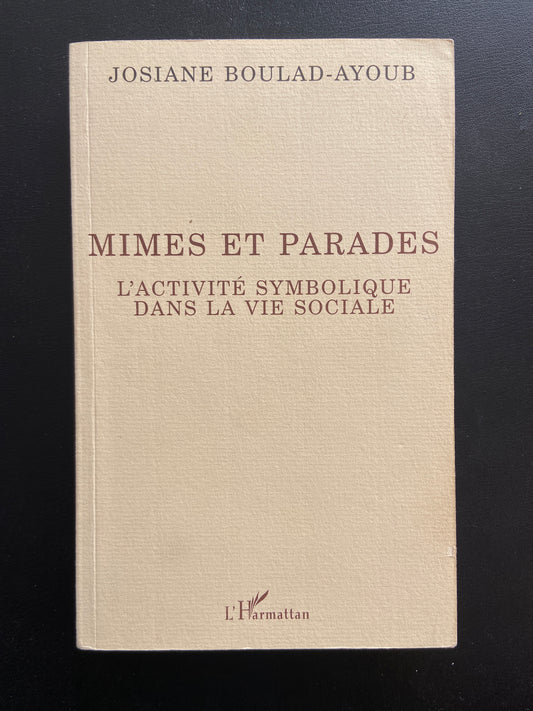 JOSIANE BOULAD-AYOUB
MIMES ET PARADES
L'ACTIVITÉ SYMBOLIQUE
DANS LA VIE SOCIALE
L'Harmattan